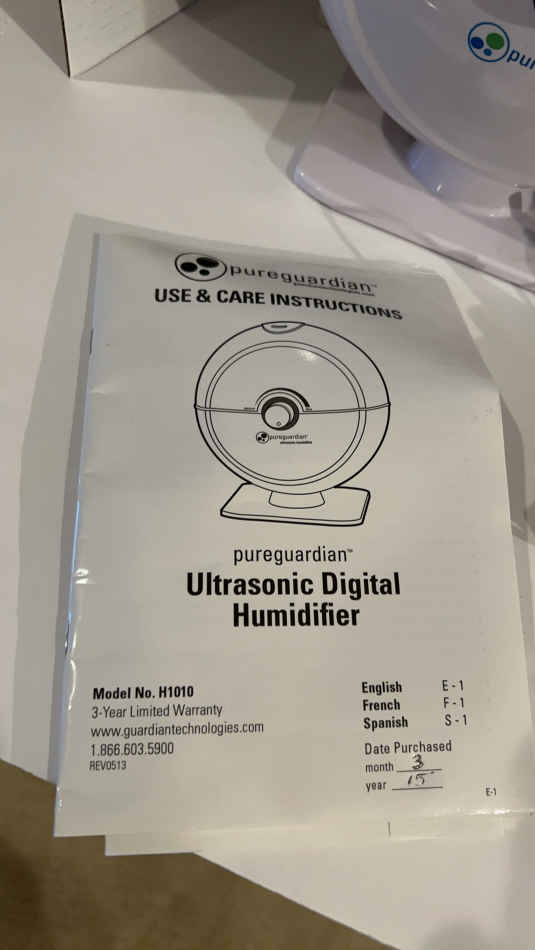 pur
pureguardian™
USE & CARE INSTRUCTIONS
pureguardian
pureguardian™
Ultrasonic Digital
Humidifier
Model No. H1010
3-Year Limited Warranty
www.guardiantechnologies.com
1.866.603.5900
REV0513
English E - 1
French F - 1
Spanish S - 1
Date Purchased
month 3
year 15
E-1